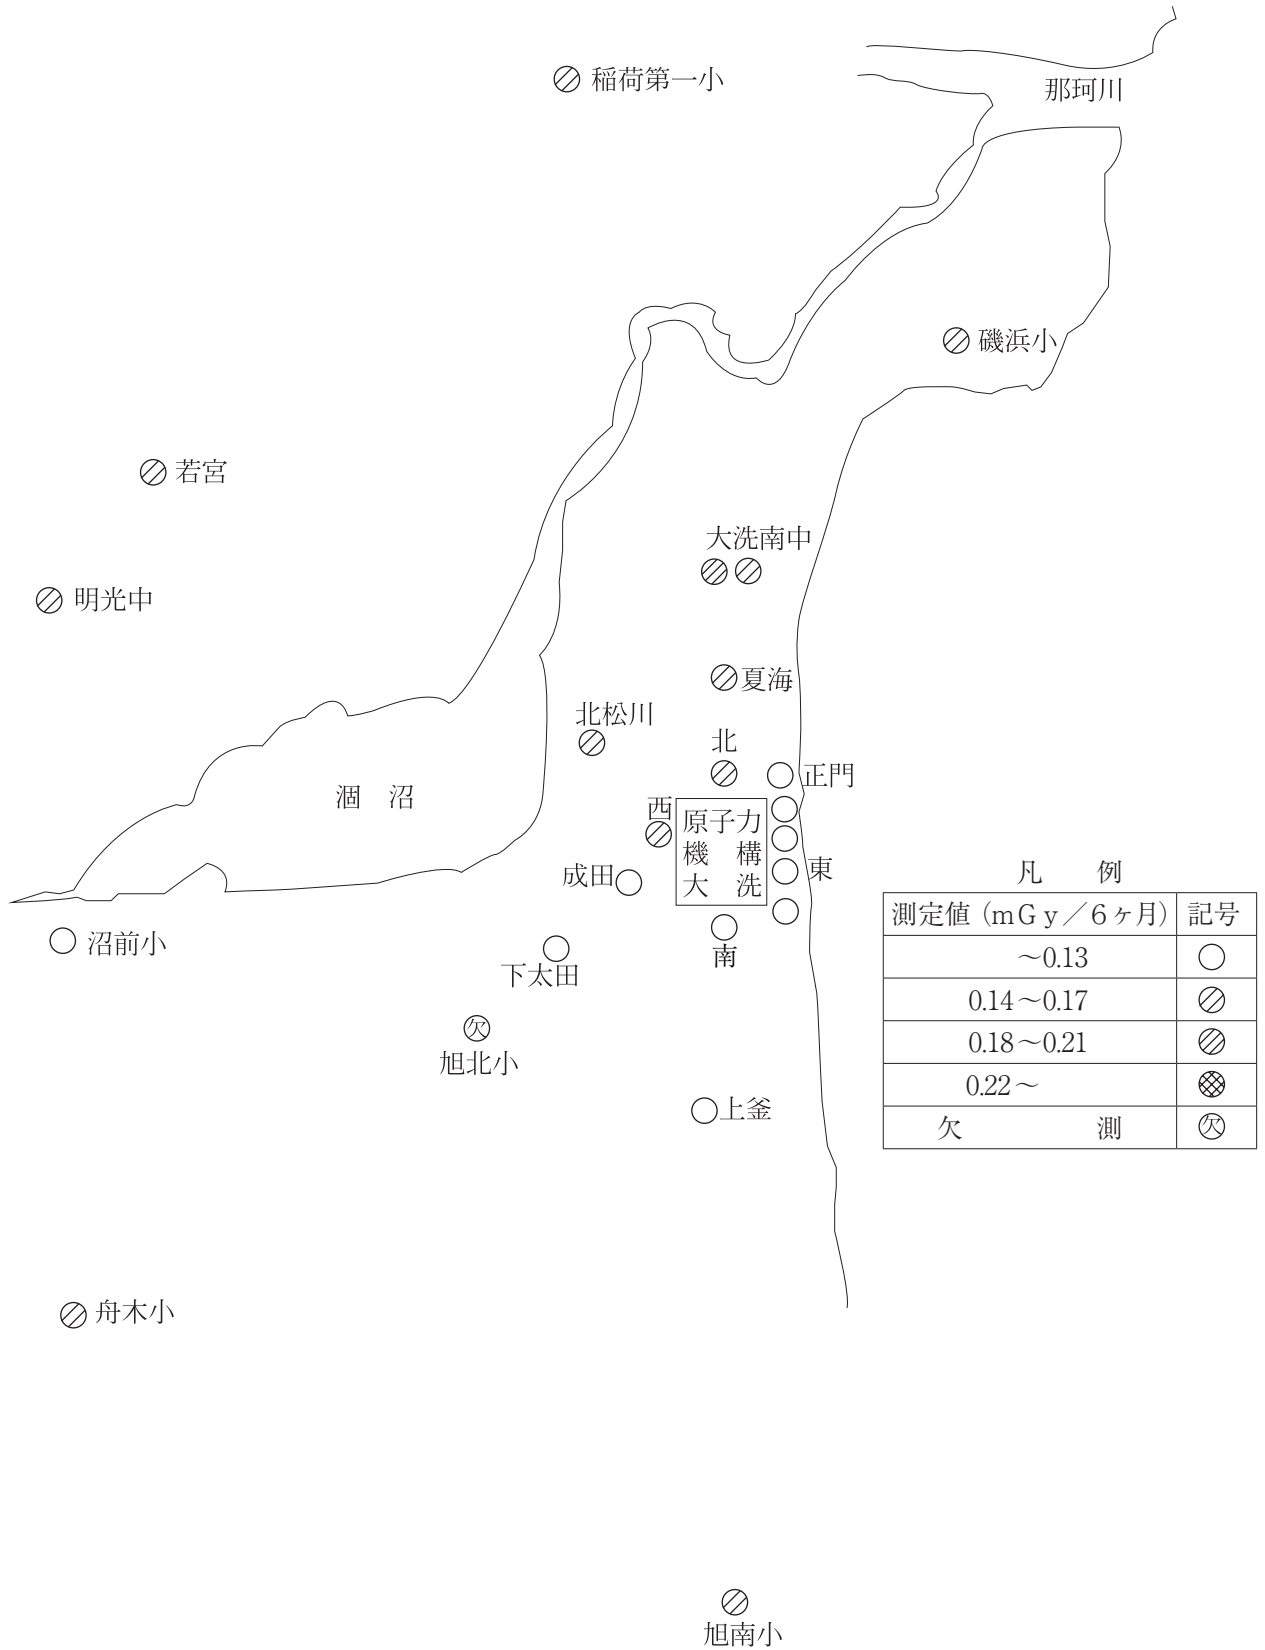 稲荷第一小
那珂川
磯浜小
若宮
大洗南中
明光中
夏海
北松川
北
正門
涸 沼
西
原子力
機 構
大 洗
東
成田
南
沼前小
下太田
欠
旭北小
上釜
凡 例
測定値(mGy/6ヶ月) 記号
~0.13
0.14~0.17
0.18~0.21
0.22~
欠 測 欠
舟木小
旭南小